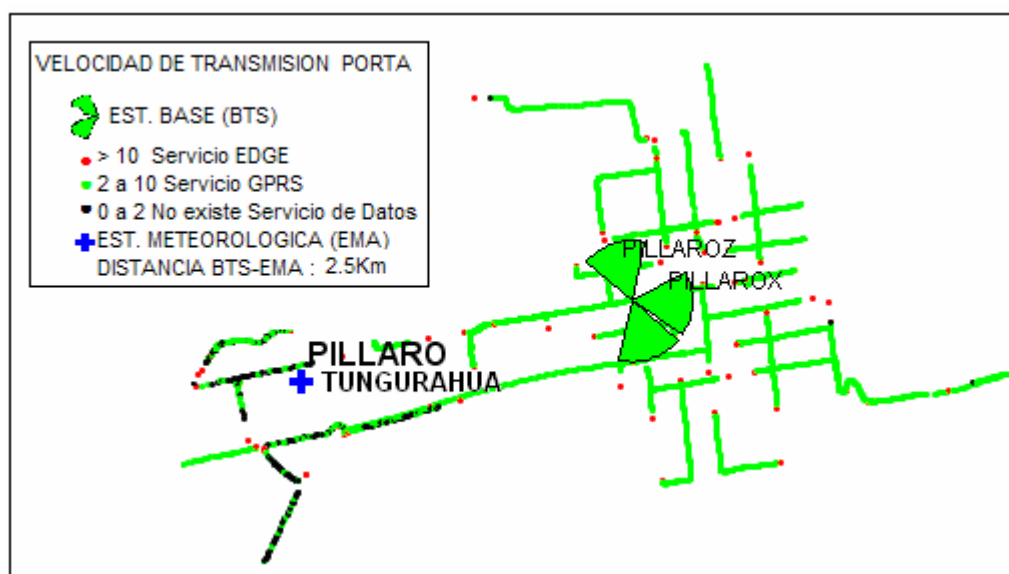 VELOCIDAD DE TRANSMISION PORTA
EST. BASE (BTS)
> 10 Servicio EDGE
2 a 10 Servicio GPRS
0 a 2 No existe Servicio de Datos
EST. METEOROLOGICA (EMA)
DISTANCIA BTS-EMA : 2.5Km
PILLAROZ
PILLAROX
PILLARO
TUNGURAHUA